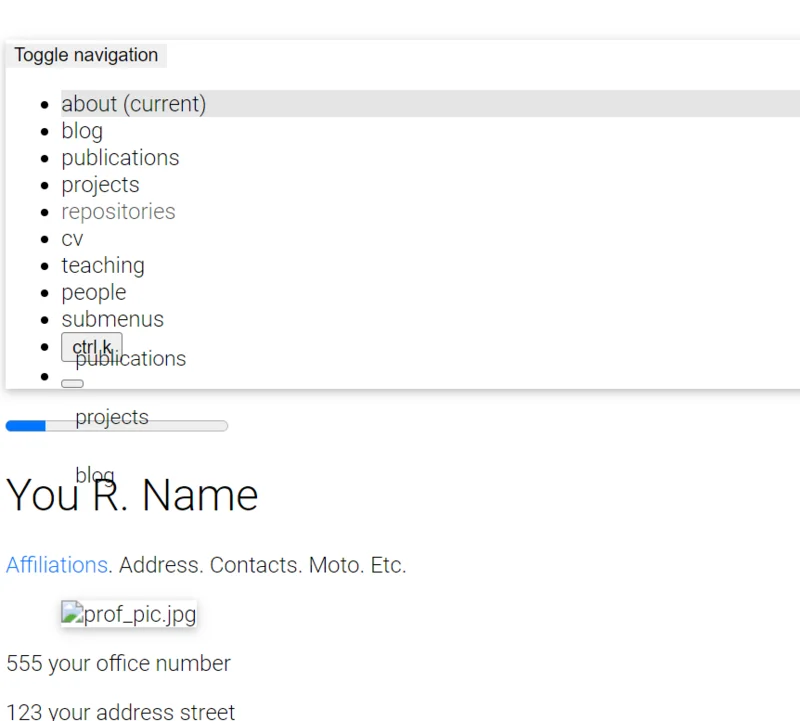 Toggle navigation
about (current)
blog
publications
projects
repositories
cv
teaching
people
submenus
ctrl k
publications
projects
blog
You R. Name
Affiliations. Address. Contacts. Moto. Etc.
prof_pic.jpg
555 your office number
123 your address street